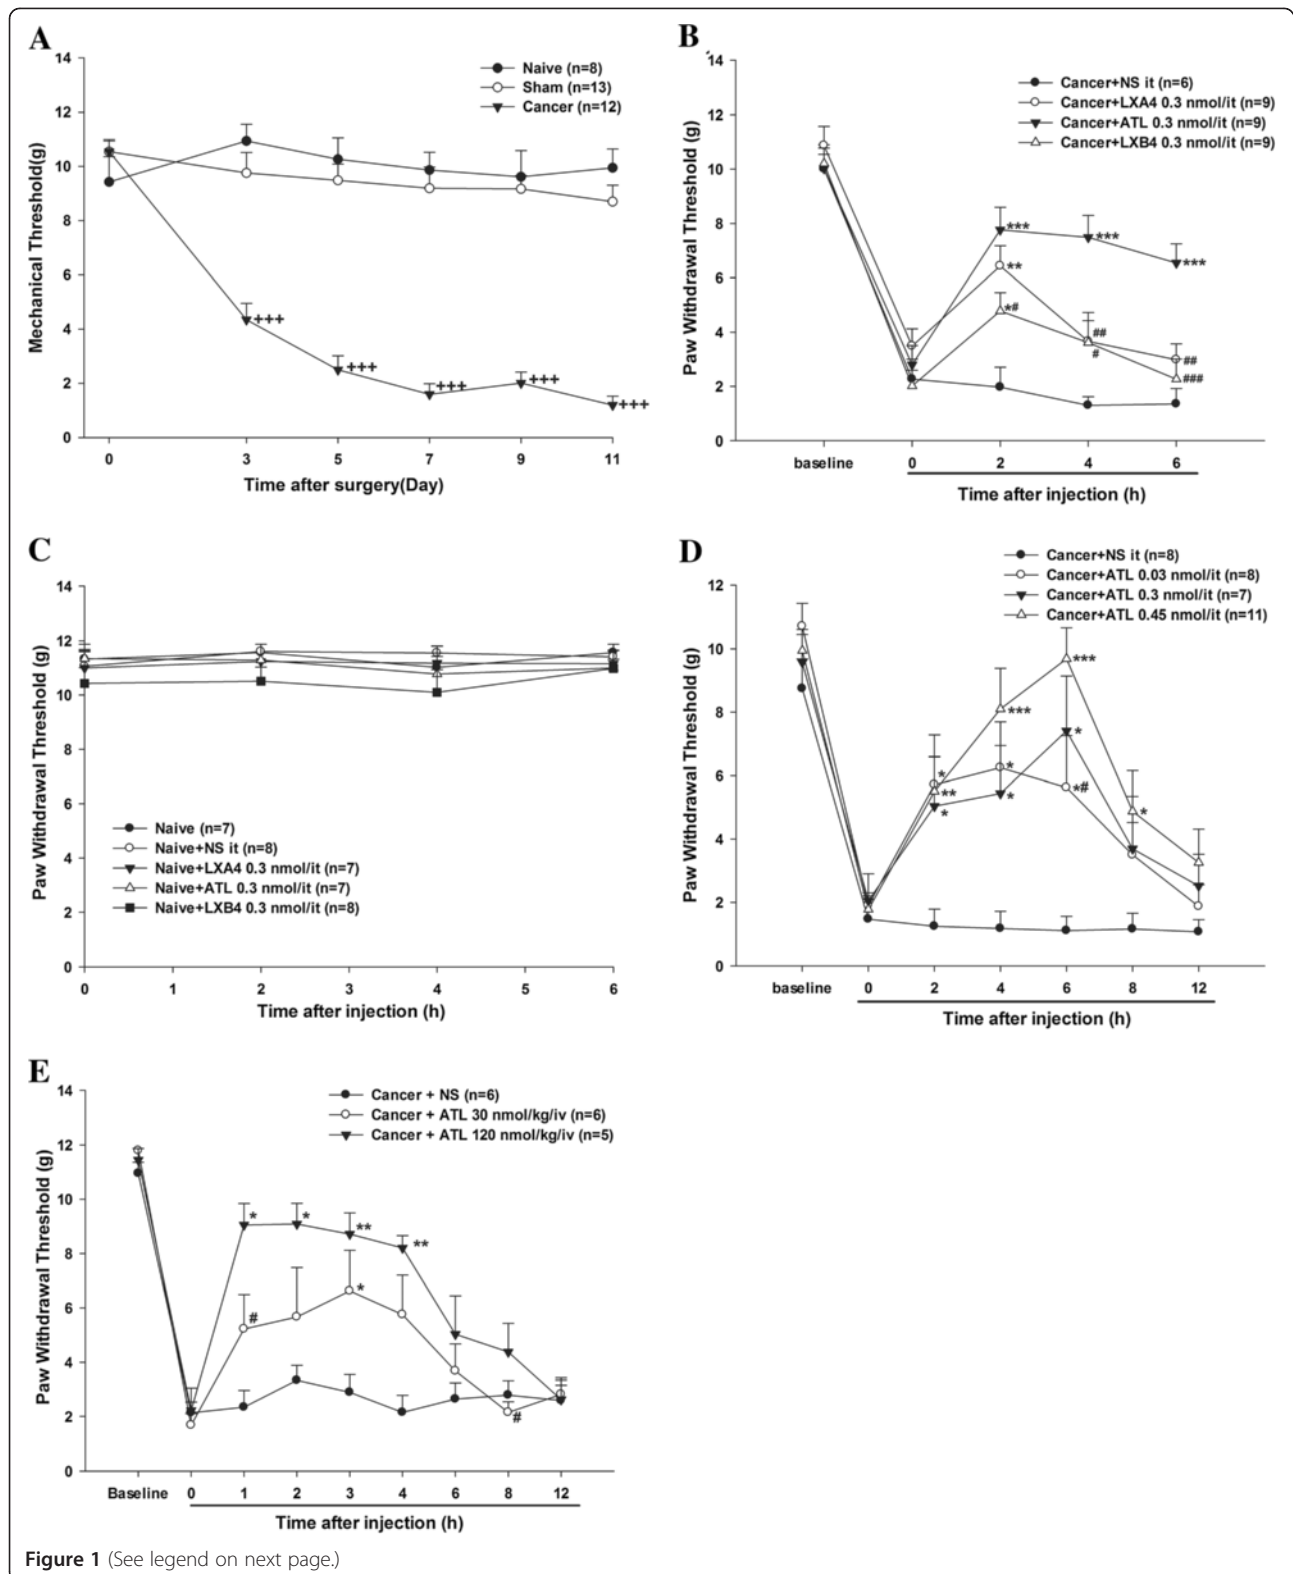 A
14
12
10
8
6
4
2
0
Mechanical Threshold(g)
Naive (n=8)
Sham (n=13)
Cancer (n=12)
+++
+++
+++
+++
+++
0 3 5 7 9 11
Time after surgery(Day)
B
14
12
10
8
6
4
2
0
Paw Withdrawal Threshold (g)
Cancer+NS it (n=6)
Cancer+LXA4 0.3 nmol/it (n=9)
Cancer+ATL 0.3 nmol/it (n=9)
Cancer+LXB4 0.3 nmol/it (n=9)
***
***
***
**
*#
##
#
##
###
baseline 0 2 4 6
Time after injection (h)
C
14
12
10
8
6
4
2
0
Paw Withdrawal Threshold (g)
Naive (n=7)
Naive+NS it (n=8)
Naive+LXA4 0.3 nmol/it (n=7)
Naive+ATL 0.3 nmol/it (n=7)
Naive+LXB4 0.3 nmol/it (n=8)
0 1 2 3 4 5 6
Time after injection (h)
D
12
10
8
6
4
2
0
Paw Withdrawal Threshold (g)
Cancer+NS it (n=8)
Cancer+ATL 0.03 nmol/it (n=8)
Cancer+ATL 0.3 nmol/it (n=7)
Cancer+ATL 0.45 nmol/it (n=11)
***
***
*
*
*
**
*
*
*#
*
baseline 0 2 4 6 8 12
Time after injection (h)
E
14
12
10
8
6
4
2
0
Paw Withdrawal Threshold (g)
Cancer + NS (n=6)
Cancer + ATL 30 nmol/kg/iv (n=6)
Cancer + ATL 120 nmol/kg/iv (n=5)
*
*
**
**
#
*
#
Baseline 0 1 2 3 4 6 8 12
Time after injection (h)
Figure 1 (See legend on next page.)